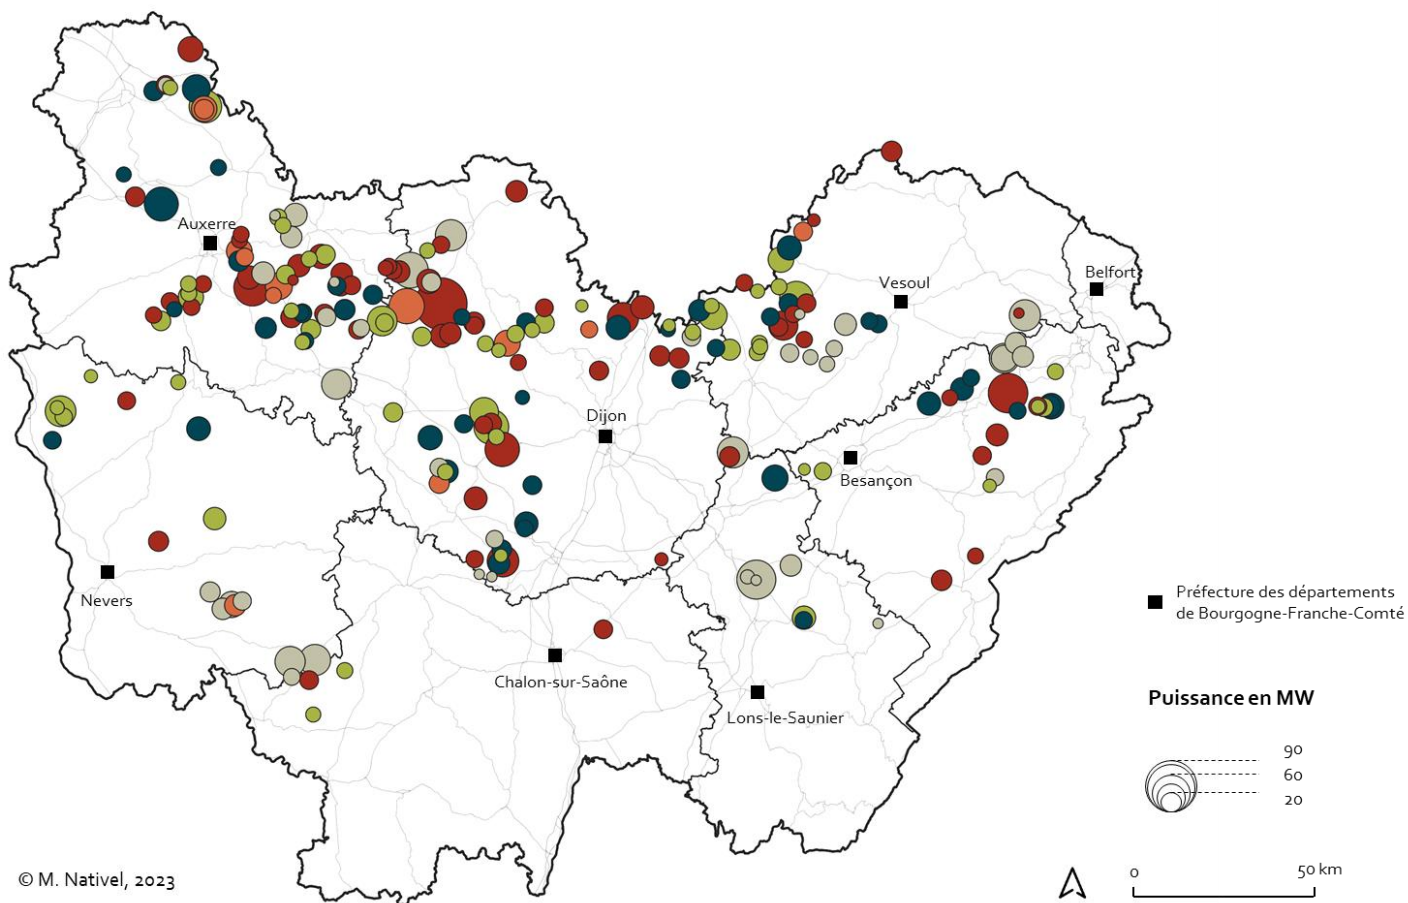 Auxerre
Vesoul
Belfort
Dijon
Besançon
Nevers
Préfecture des départements
de Bourgogne-Franche-Comté
Chalon-sur-Saône
Lons-le-Saunier
Puissance en MW
90
60
20
© M. Nativel, 2023
0
50 km